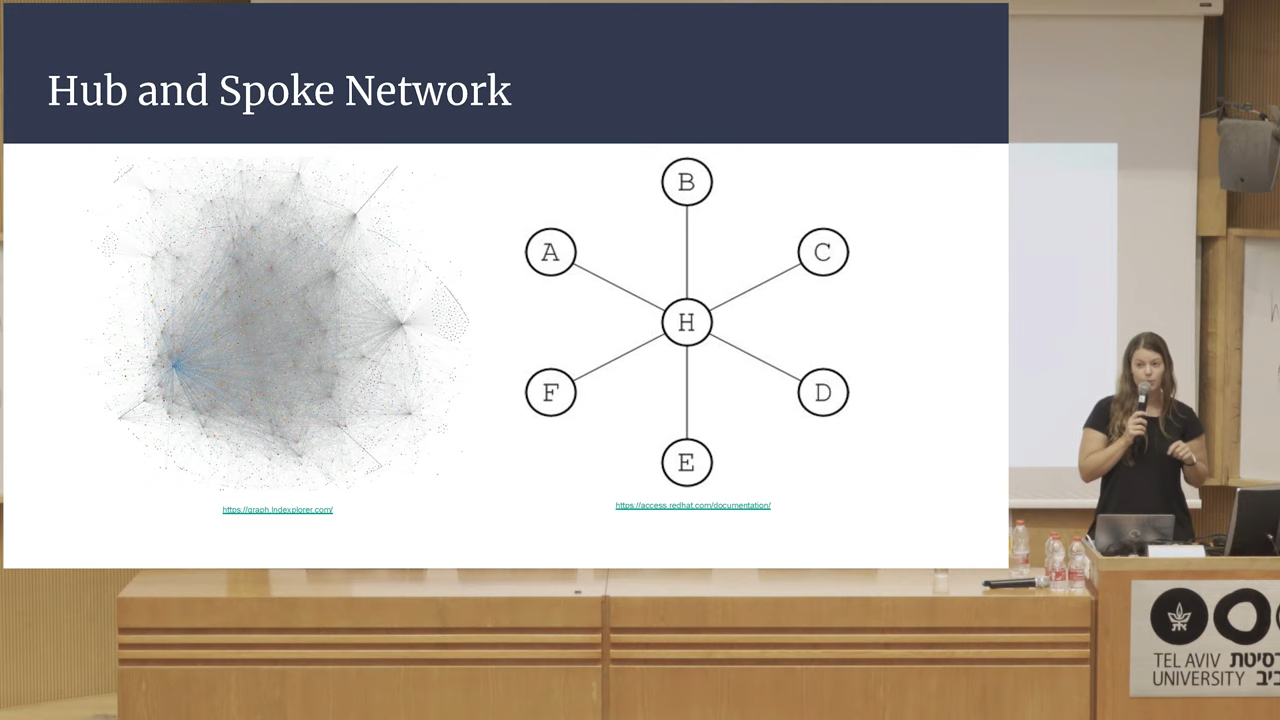 Hub and Spoke Network
B
A
C
H
F
D
E
https://graph.lndexplorer.com/
https://access.redhat.com/documentation/
TEL AVIV
UNIVERSITY